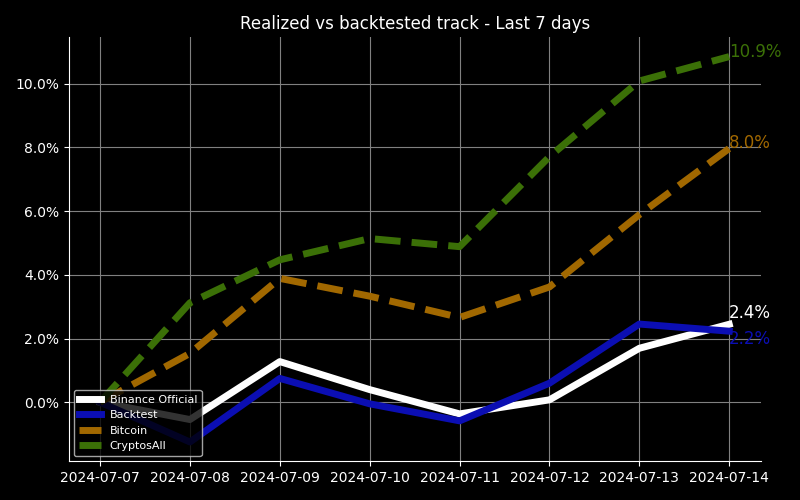 Realized vs backtested track - Last 7 days
10.9%
10.0%
8.0%
8.0%
6.0%
4.0%
2.4%
2.0%
2.2%
0.0%
Binance Official
Backtest
Bitcoin
CryptosAll
2024-07-07 2024-07-08 2024-07-09 2024-07-10 2024-07-11 2024-07-12 2024-07-13 2024-07-14